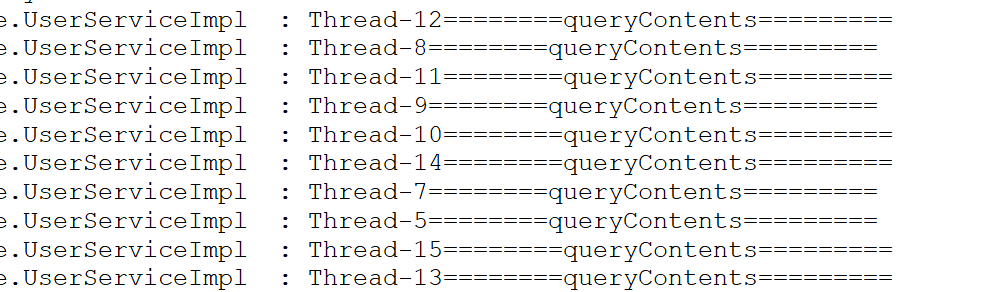 e.UserServiceImpl  : Thread-12========queryContents=========
e.UserServiceImpl  : Thread-8========queryContents=========
e.UserServiceImpl  : Thread-11========queryContents=========
e.UserServiceImpl  : Thread-9========queryContents=========
e.UserServiceImpl  : Thread-10========queryContents=========
e.UserServiceImpl  : Thread-14========queryContents=========
e.UserServiceImpl  : Thread-7========queryContents=========
e.UserServiceImpl  : Thread-5========queryContents=========
e.UserServiceImpl  : Thread-15========queryContents=========
e.UserServiceImpl  : Thread-13========queryContents=========